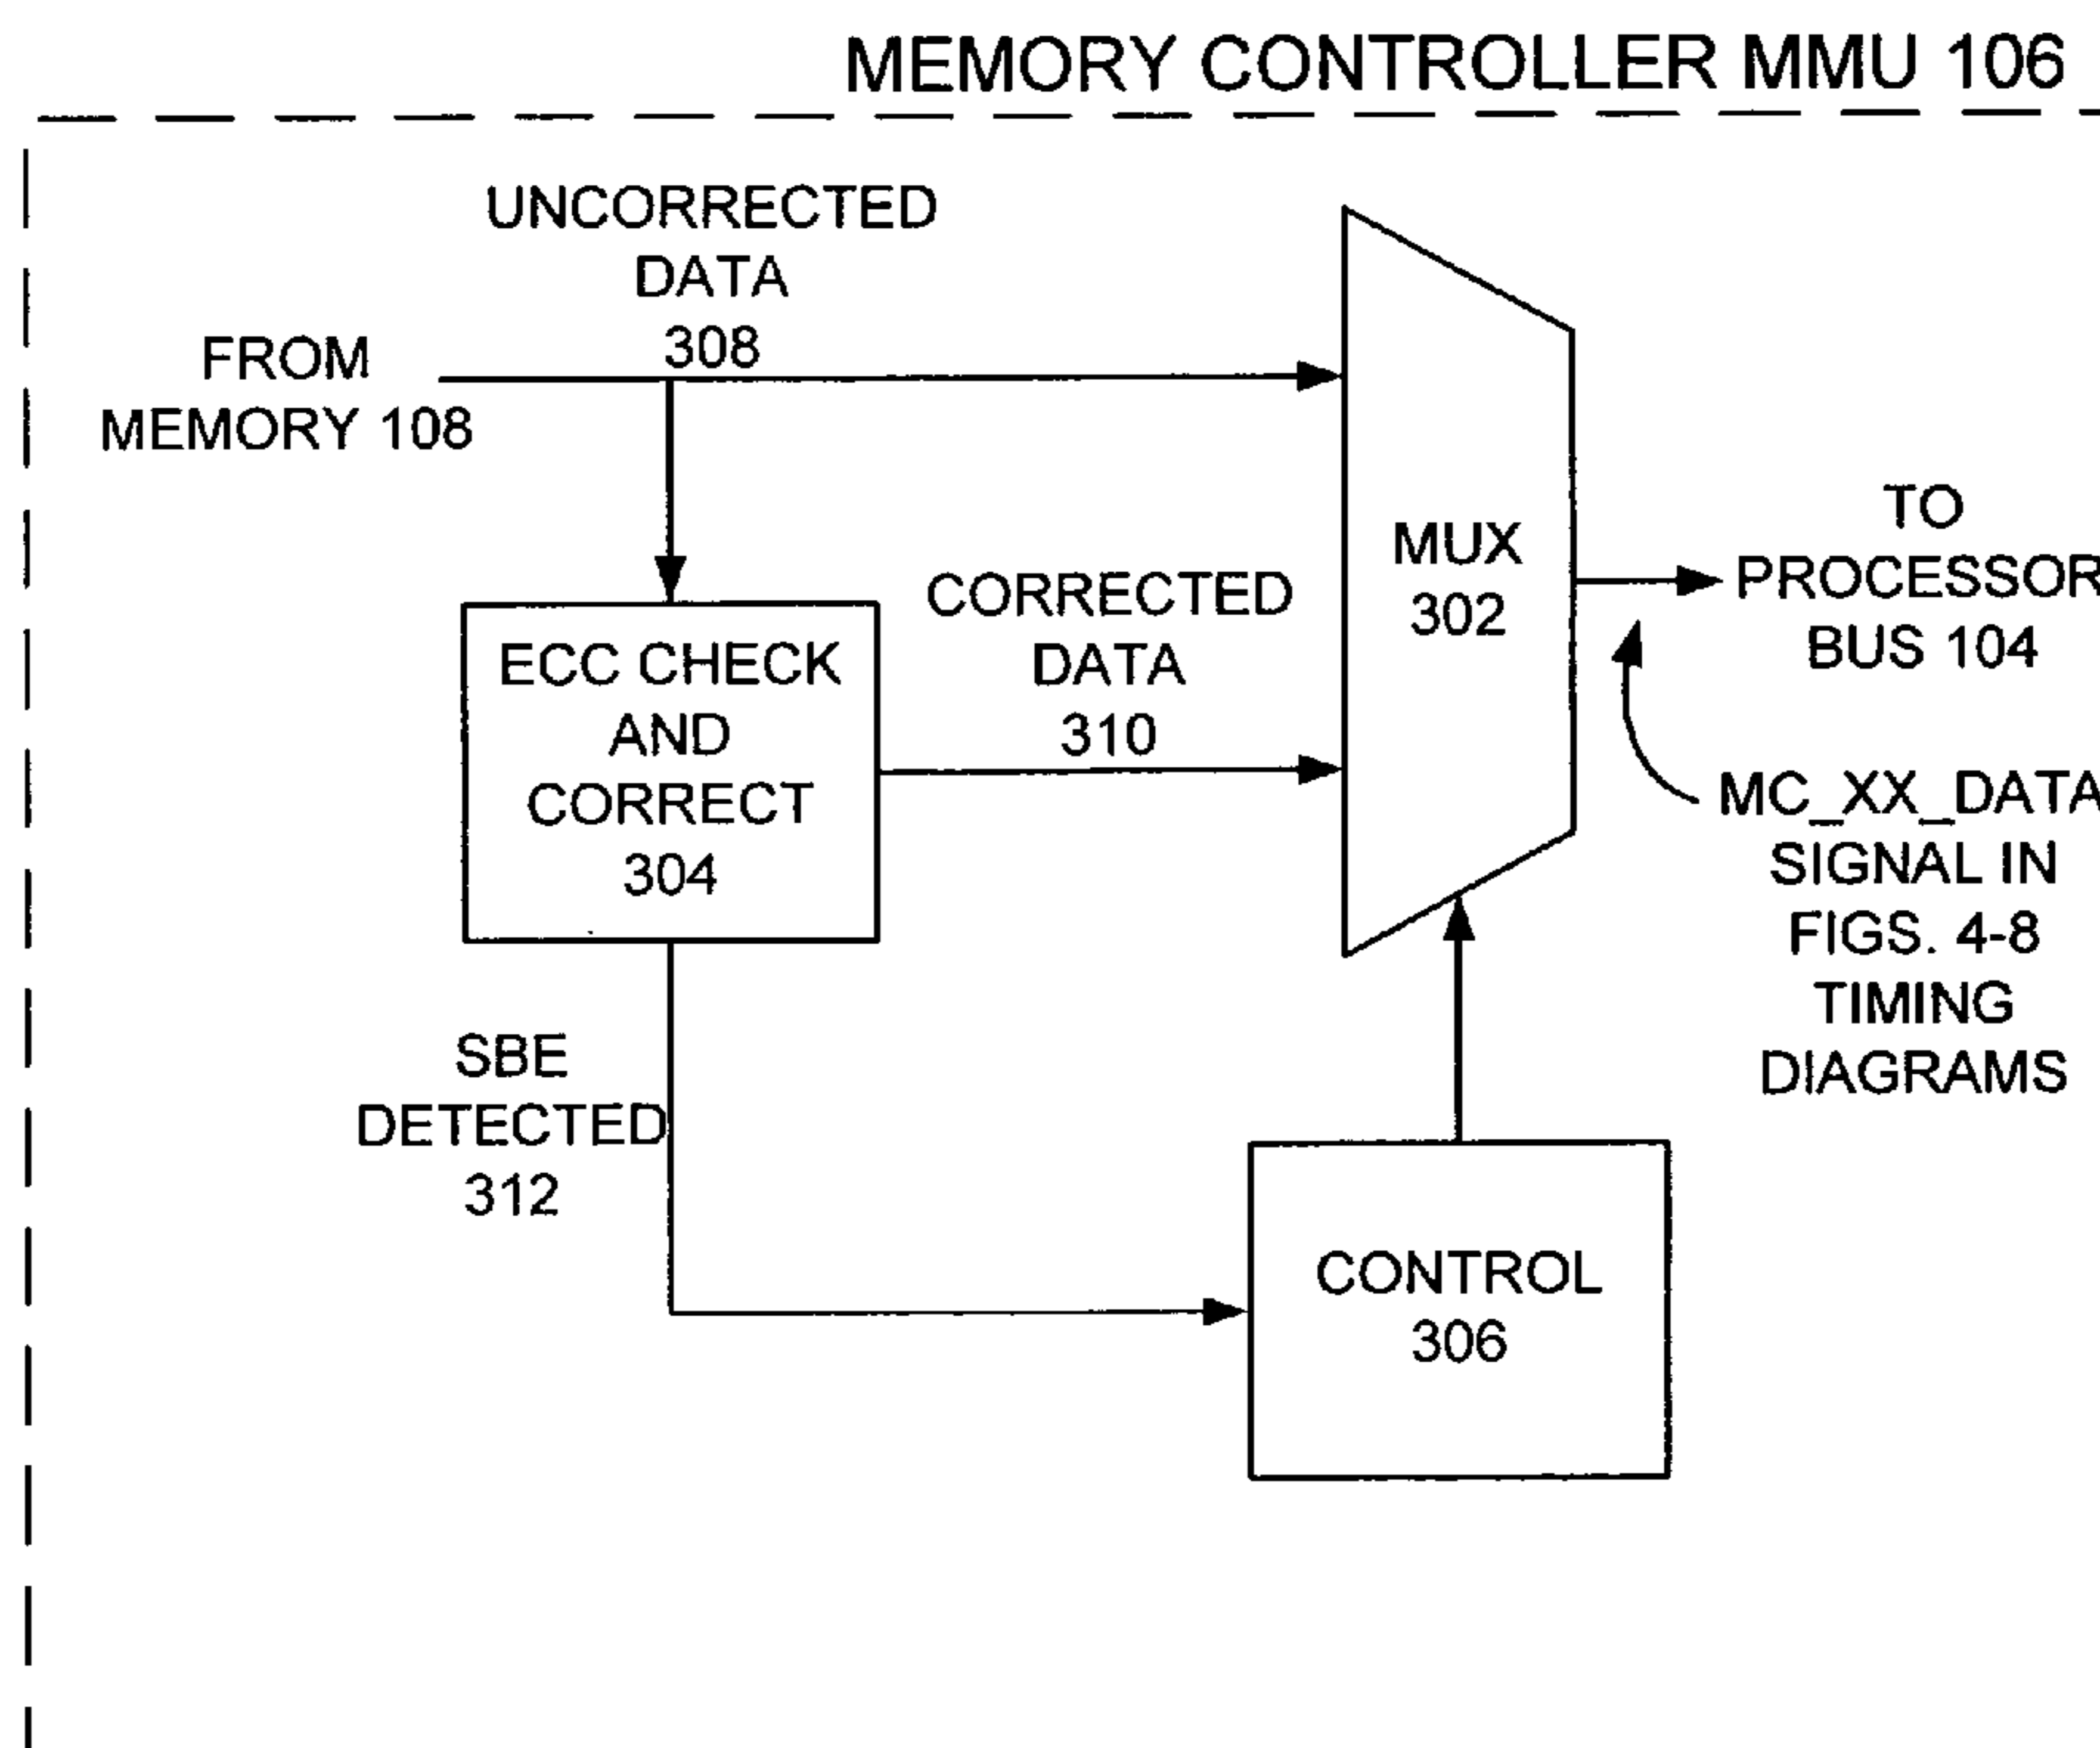 MEMORY CONTROLLER MMU 106
UNCORRECTED
DATA
308
FROM
MEMORY 108
MUX
302
TO
PROCESSOR
BUS 104
CORRECTED
DATA
310
ECC CHECK
AND
CORRECT
304
MC_XX_DATA
SIGNAL IN
FIGS. 4-8
TIMING
DIAGRAMS
SBE
DETECTED
312
CONTROL
306